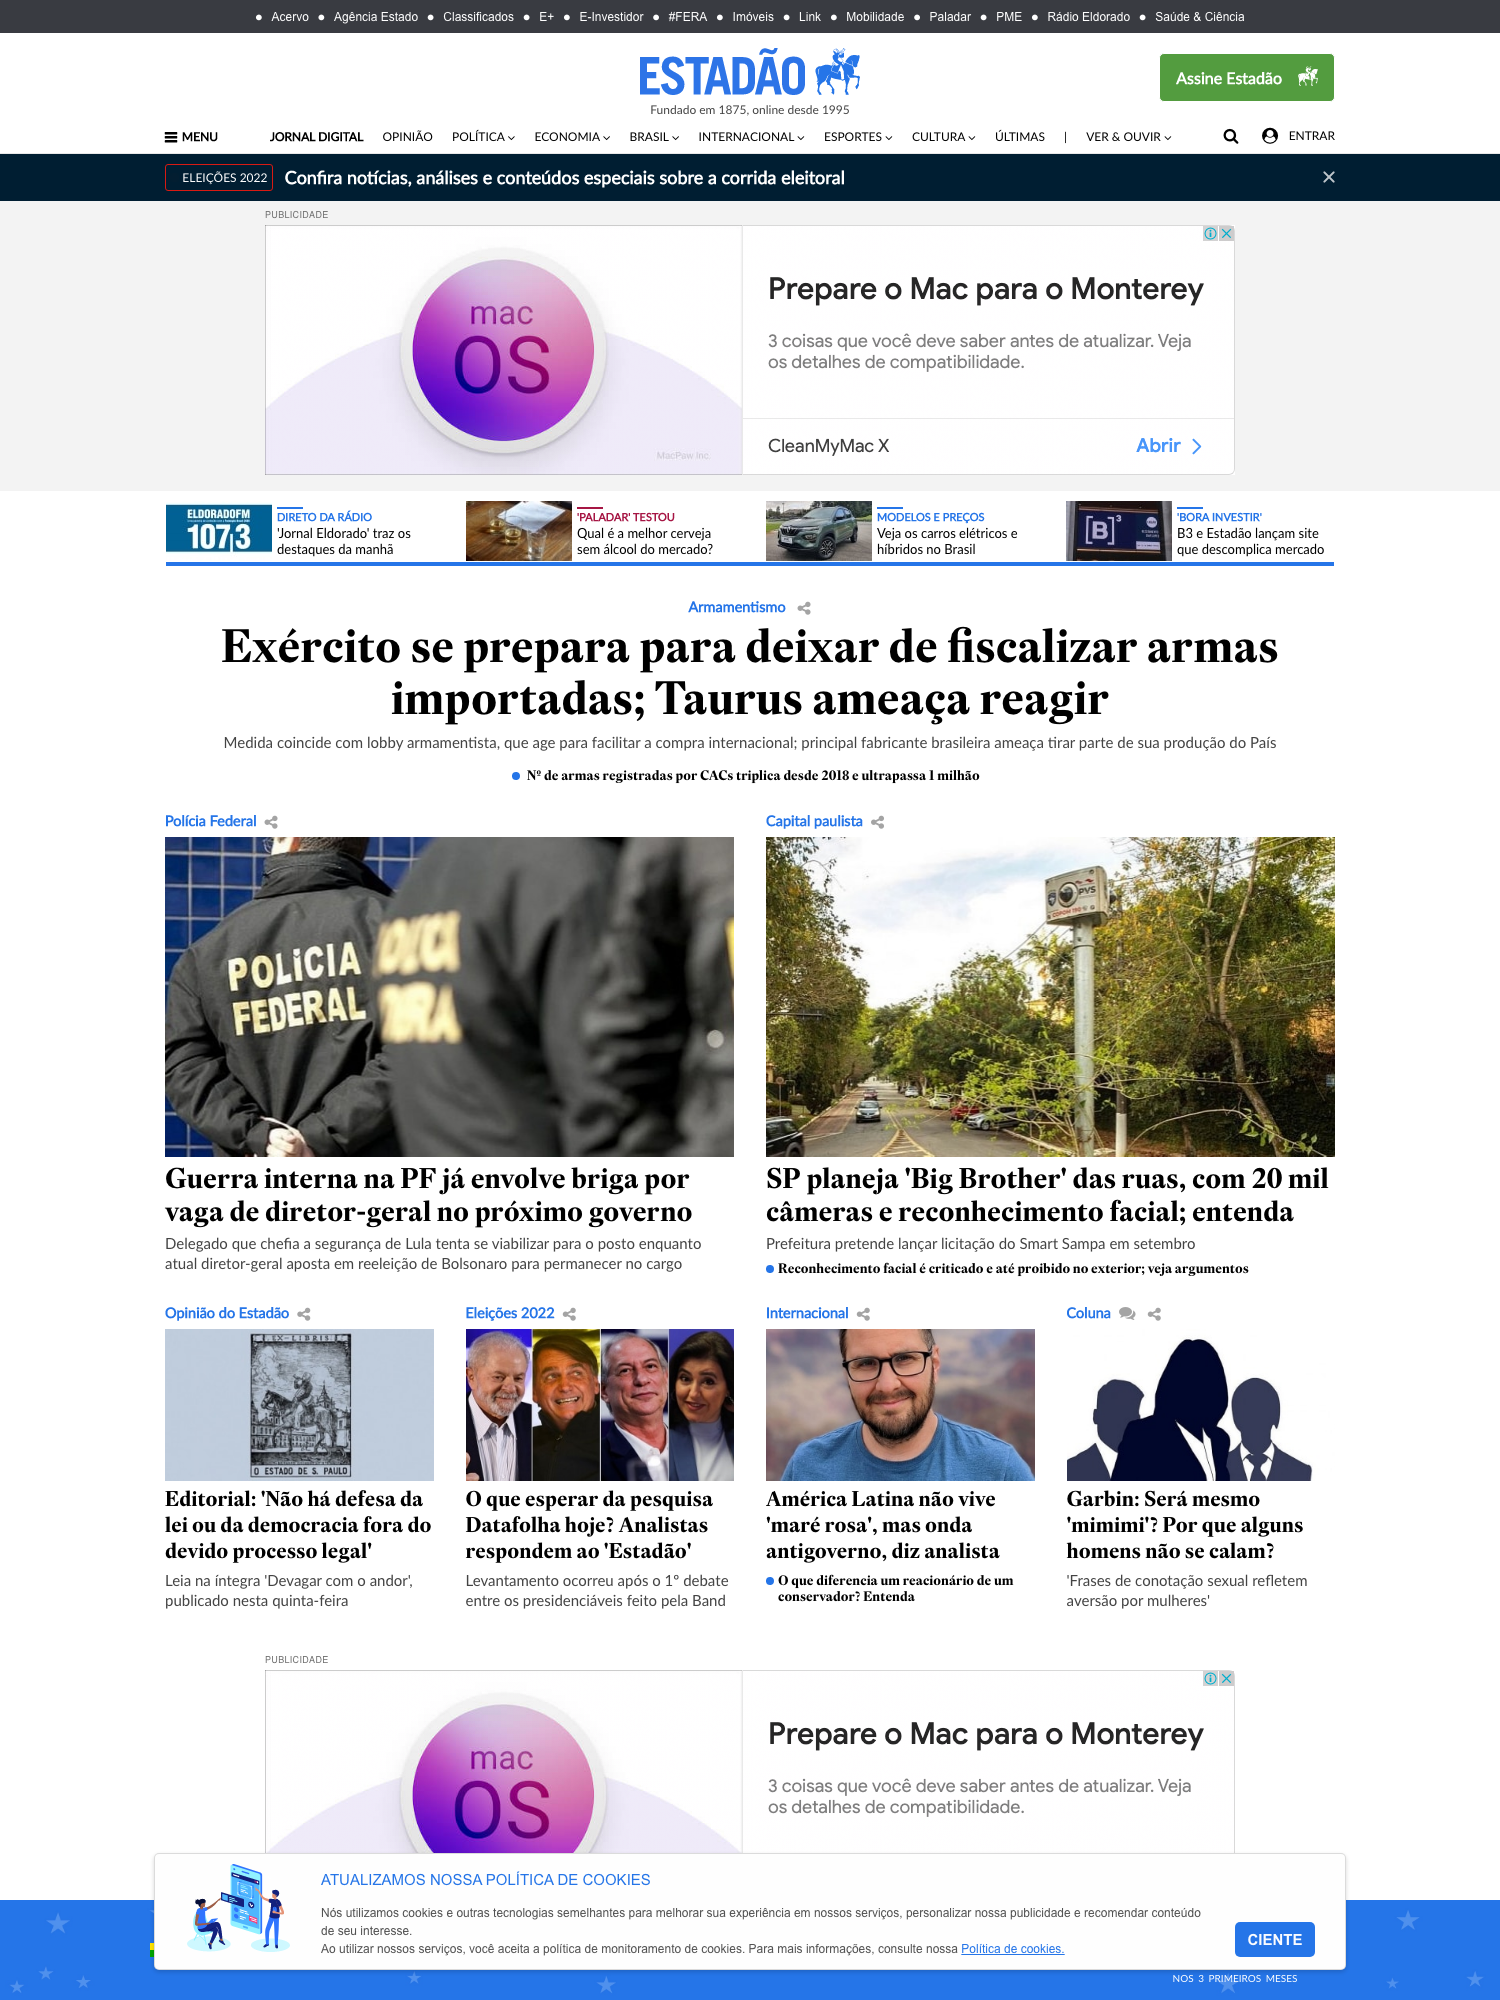 Acervo Agência Estado Classificados E+ E-Investidor #FERA Imóveis Link Mobilidade Paladar PME Rádio Eldorado Saúde & Ciência
ESTADÃO
Fundado em 1875, online desde 1995
Assine Estadão
MENU JORNAL DIGITAL OPINIÃO POLÍTICA ECONOMIA BRASIL INTERNACIONAL ESPORTES CULTURA ÚLTIMAS | VER & OUVIR ENTRAR
ELEIÇÕES 2022 Confira notícias, análises e conteúdos especiais sobre a corrida eleitoral
PUBLICIDADE
mac
OS
MacPaw Inc.
Prepare o Mac para o Monterey
3 coisas que você deve saber antes de atualizar. Veja
os detalhes de compatibilidade.
CleanMyMac X
Abrir
ELDORADOFM
107,3
DIRETO DA RÁDIO
'Jornal Eldorado' traz os
destaques da manhã
'PALADAR' TESTOU
Qual é a melhor cerveja
sem álcool do mercado?
MODELOS E PREÇOS
Veja os carros elétricos e
híbridos no Brasil
[B]³
'BORA INVESTIR'
B3 e Estadão lançam site
que descomplica mercado
Armamentismo
Exército se prepara para deixar de fiscalizar armas
importadas; Taurus ameaça reagir
Medida coincide com lobby armamentista, que age para facilitar a compra internacional; principal fabricante brasileira ameaça tirar parte de sua produção do País
Nº de armas registradas por CACs triplica desde 2018 e ultrapassa 1 milhão
Polícia Federal
POLÍCIA
FEDERAL
Guerra interna na PF já envolve briga por
vaga de diretor-geral no próximo governo
Delegado que chefia a segurança de Lula tenta se viabilizar para o posto enquanto
atual diretor-geral aposta em reeleição de Bolsonaro para permanecer no cargo
Capital paulista
PVS
COPOM 190
SP planeja 'Big Brother' das ruas, com 20 mil
câmeras e reconhecimento facial; entenda
Prefeitura pretende lançar licitação do Smart Sampa em setembro
Reconhecimento facial é criticado e até proibido no exterior; veja argumentos
Opinião do Estadão
EX-LIBRIS
O ESTADO DE S. PAULO
Editorial: 'Não há defesa da
lei ou da democracia fora do
devido processo legal'
Leia na íntegra 'Devagar com o andor',
publicado nesta quinta-feira
Eleições 2022
O que esperar da pesquisa
Datafolha hoje? Analistas
respondem ao 'Estadão'
Levantamento ocorreu após o 1º debate
entre os presidenciáveis feito pela Band
Internacional
América Latina não vive
'maré rosa', mas onda
antigoverno, diz analista
O que diferencia um reacionário de um
conservador? Entenda
Coluna
Garbin: Será mesmo
'mimimi'? Por que alguns
homens não se calam?
'Frases de conotação sexual refletem
aversão por mulheres'
PUBLICIDADE
mac
OS
Prepare o Mac para o Monterey
3 coisas que você deve saber antes de atualizar. Veja
os detalhes de compatibilidade.
ATUALIZAMOS NOSSA POLÍTICA DE COOKIES
Nós utilizamos cookies e outras tecnologias semelhantes para melhorar sua experiência em nossos serviços, personalizar nossa publicidade e recomendar conteúdo
de seu interesse.
Ao utilizar nossos serviços, você aceita a política de monitoramento de cookies. Para mais informações, consulte nossa Política de cookies.
CIENTE
NOS 3 PRIMEIROS MESES